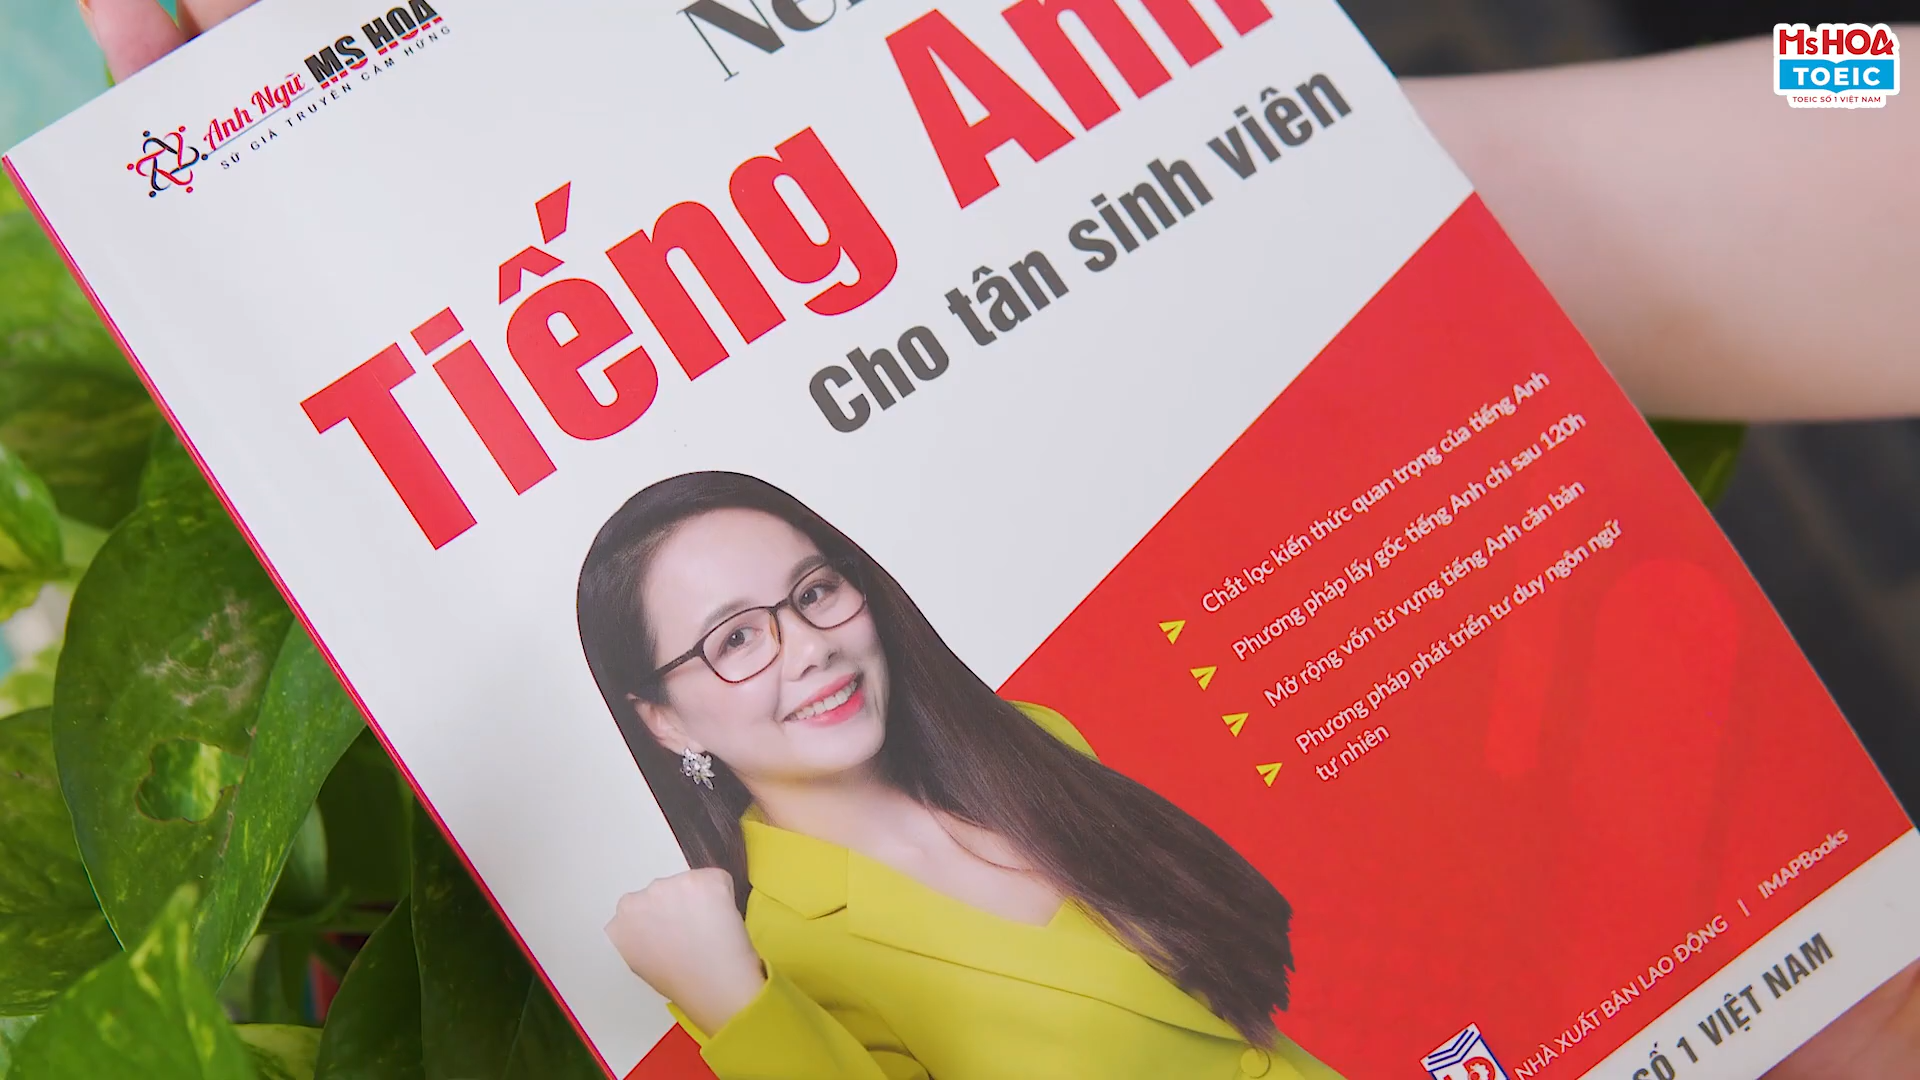 Anh Ngữ MS HOA
SỨ GIẢ TRUYỀN CẢM HỨNG
Tiếng Anh
Cho tân sinh viên
Chắt lọc kiến thức quan trọng của tiếng Anh
Phương pháp lấy gốc tiếng Anh chỉ sau 120h
Mở rộng vốn từ vựng tiếng Anh căn bản
Phương pháp phát triển tư duy ngôn ngữ
tự nhiên
NHÀ XUẤT BẢN LAO ĐỘNG | IMAPBooks
SỐ 1 VIỆT NAM
Ms HOA
TOEIC
TOEIC SỐ 1 VIỆT NAM